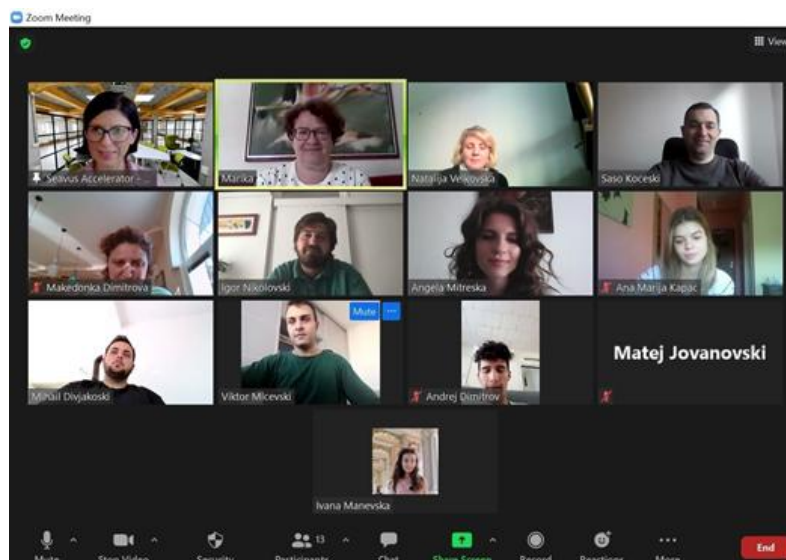 Zoom Meeting
View
Seavus Accelerator - ...
Marika
Natalija Veikovska
Saso Koceski
Makedonka Dimitrova
Igor Nikolovski
Angela Mitreska
Ana Marija Kapac
Mute ...
Mihail Divjakoski
Viktor Micevski
Andrej Dimitrov
Matej Jovanovski
Ivana Manevska
13
Mute Stop Video Security Participants Chat Share Screen Record Reactions More End